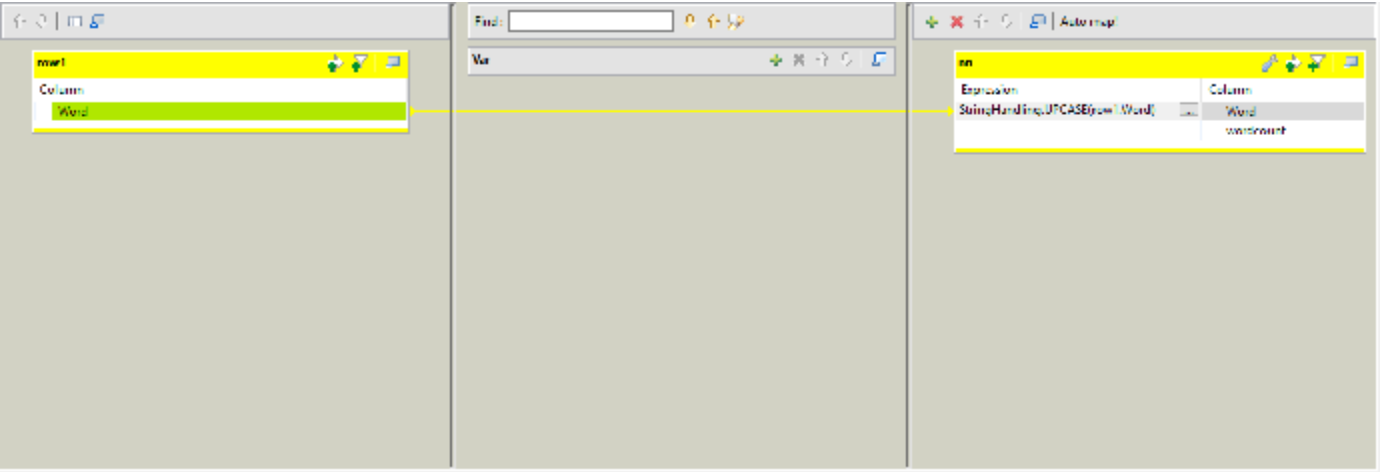 Find:
Auto map!
row1
Var
Column
Word
Expression
Column
StringHandling.UPCASE(row1.Word)
...
Word
wordcount